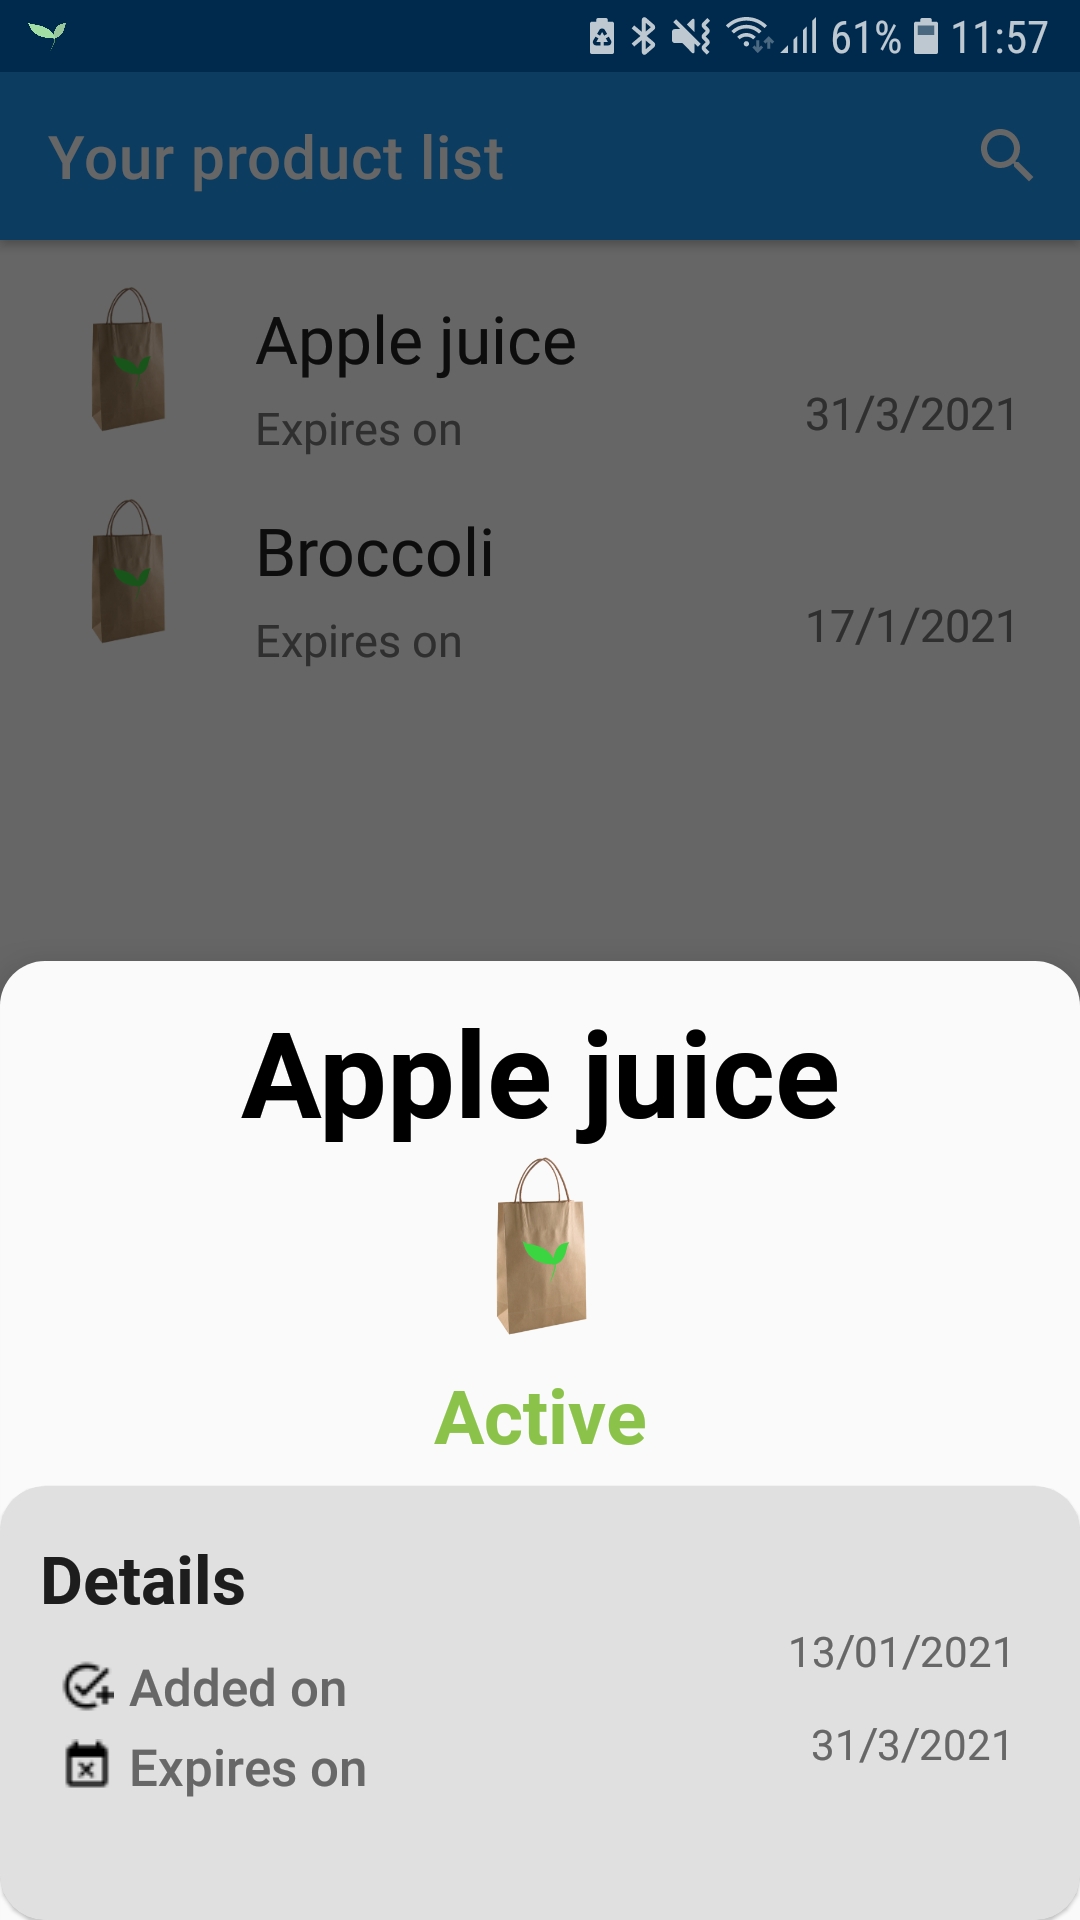 61% 11:57
Your product list
Apple juice
Expires on 31/3/2021
Broccoli
Expires on 17/1/2021
Apple juice
Active
Details
Added on 13/01/2021
Expires on 31/3/2021